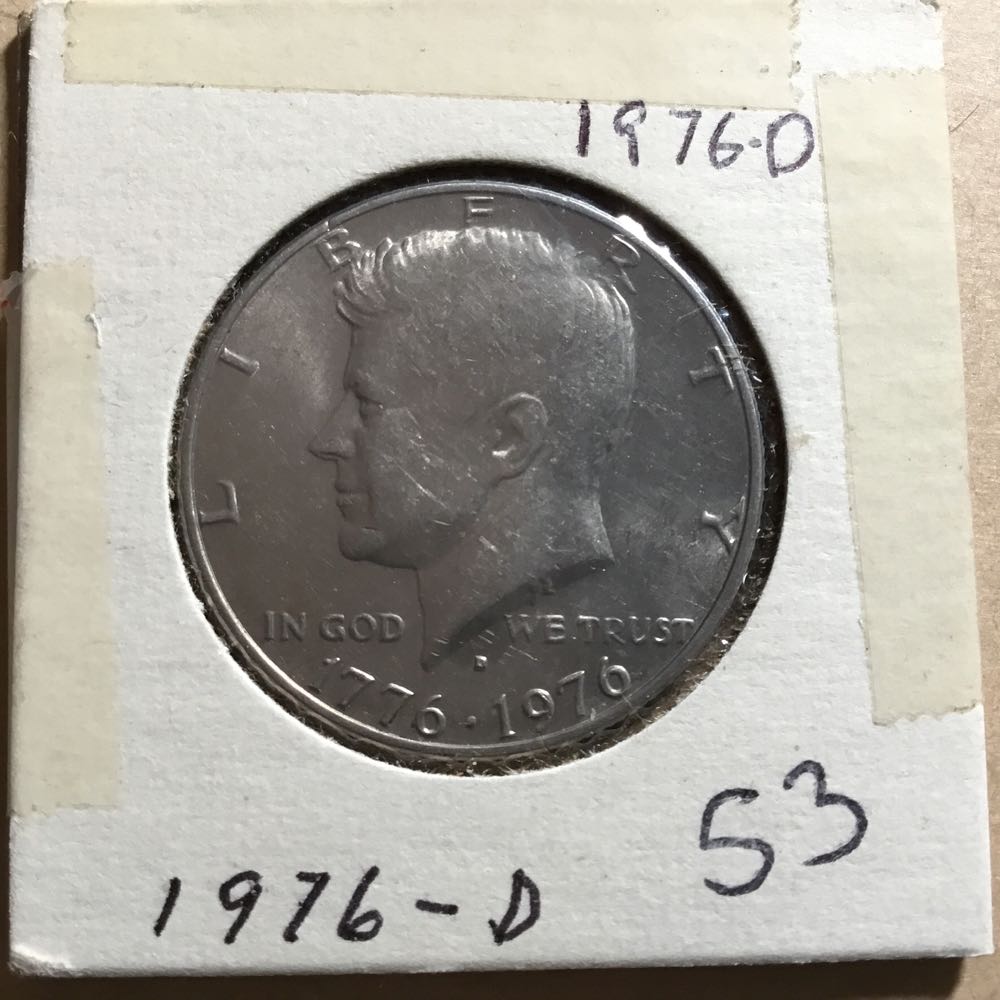 1976-D
LIBERTY
IN GOD WE TRUST
D
1776 · 1976
53
1976-D